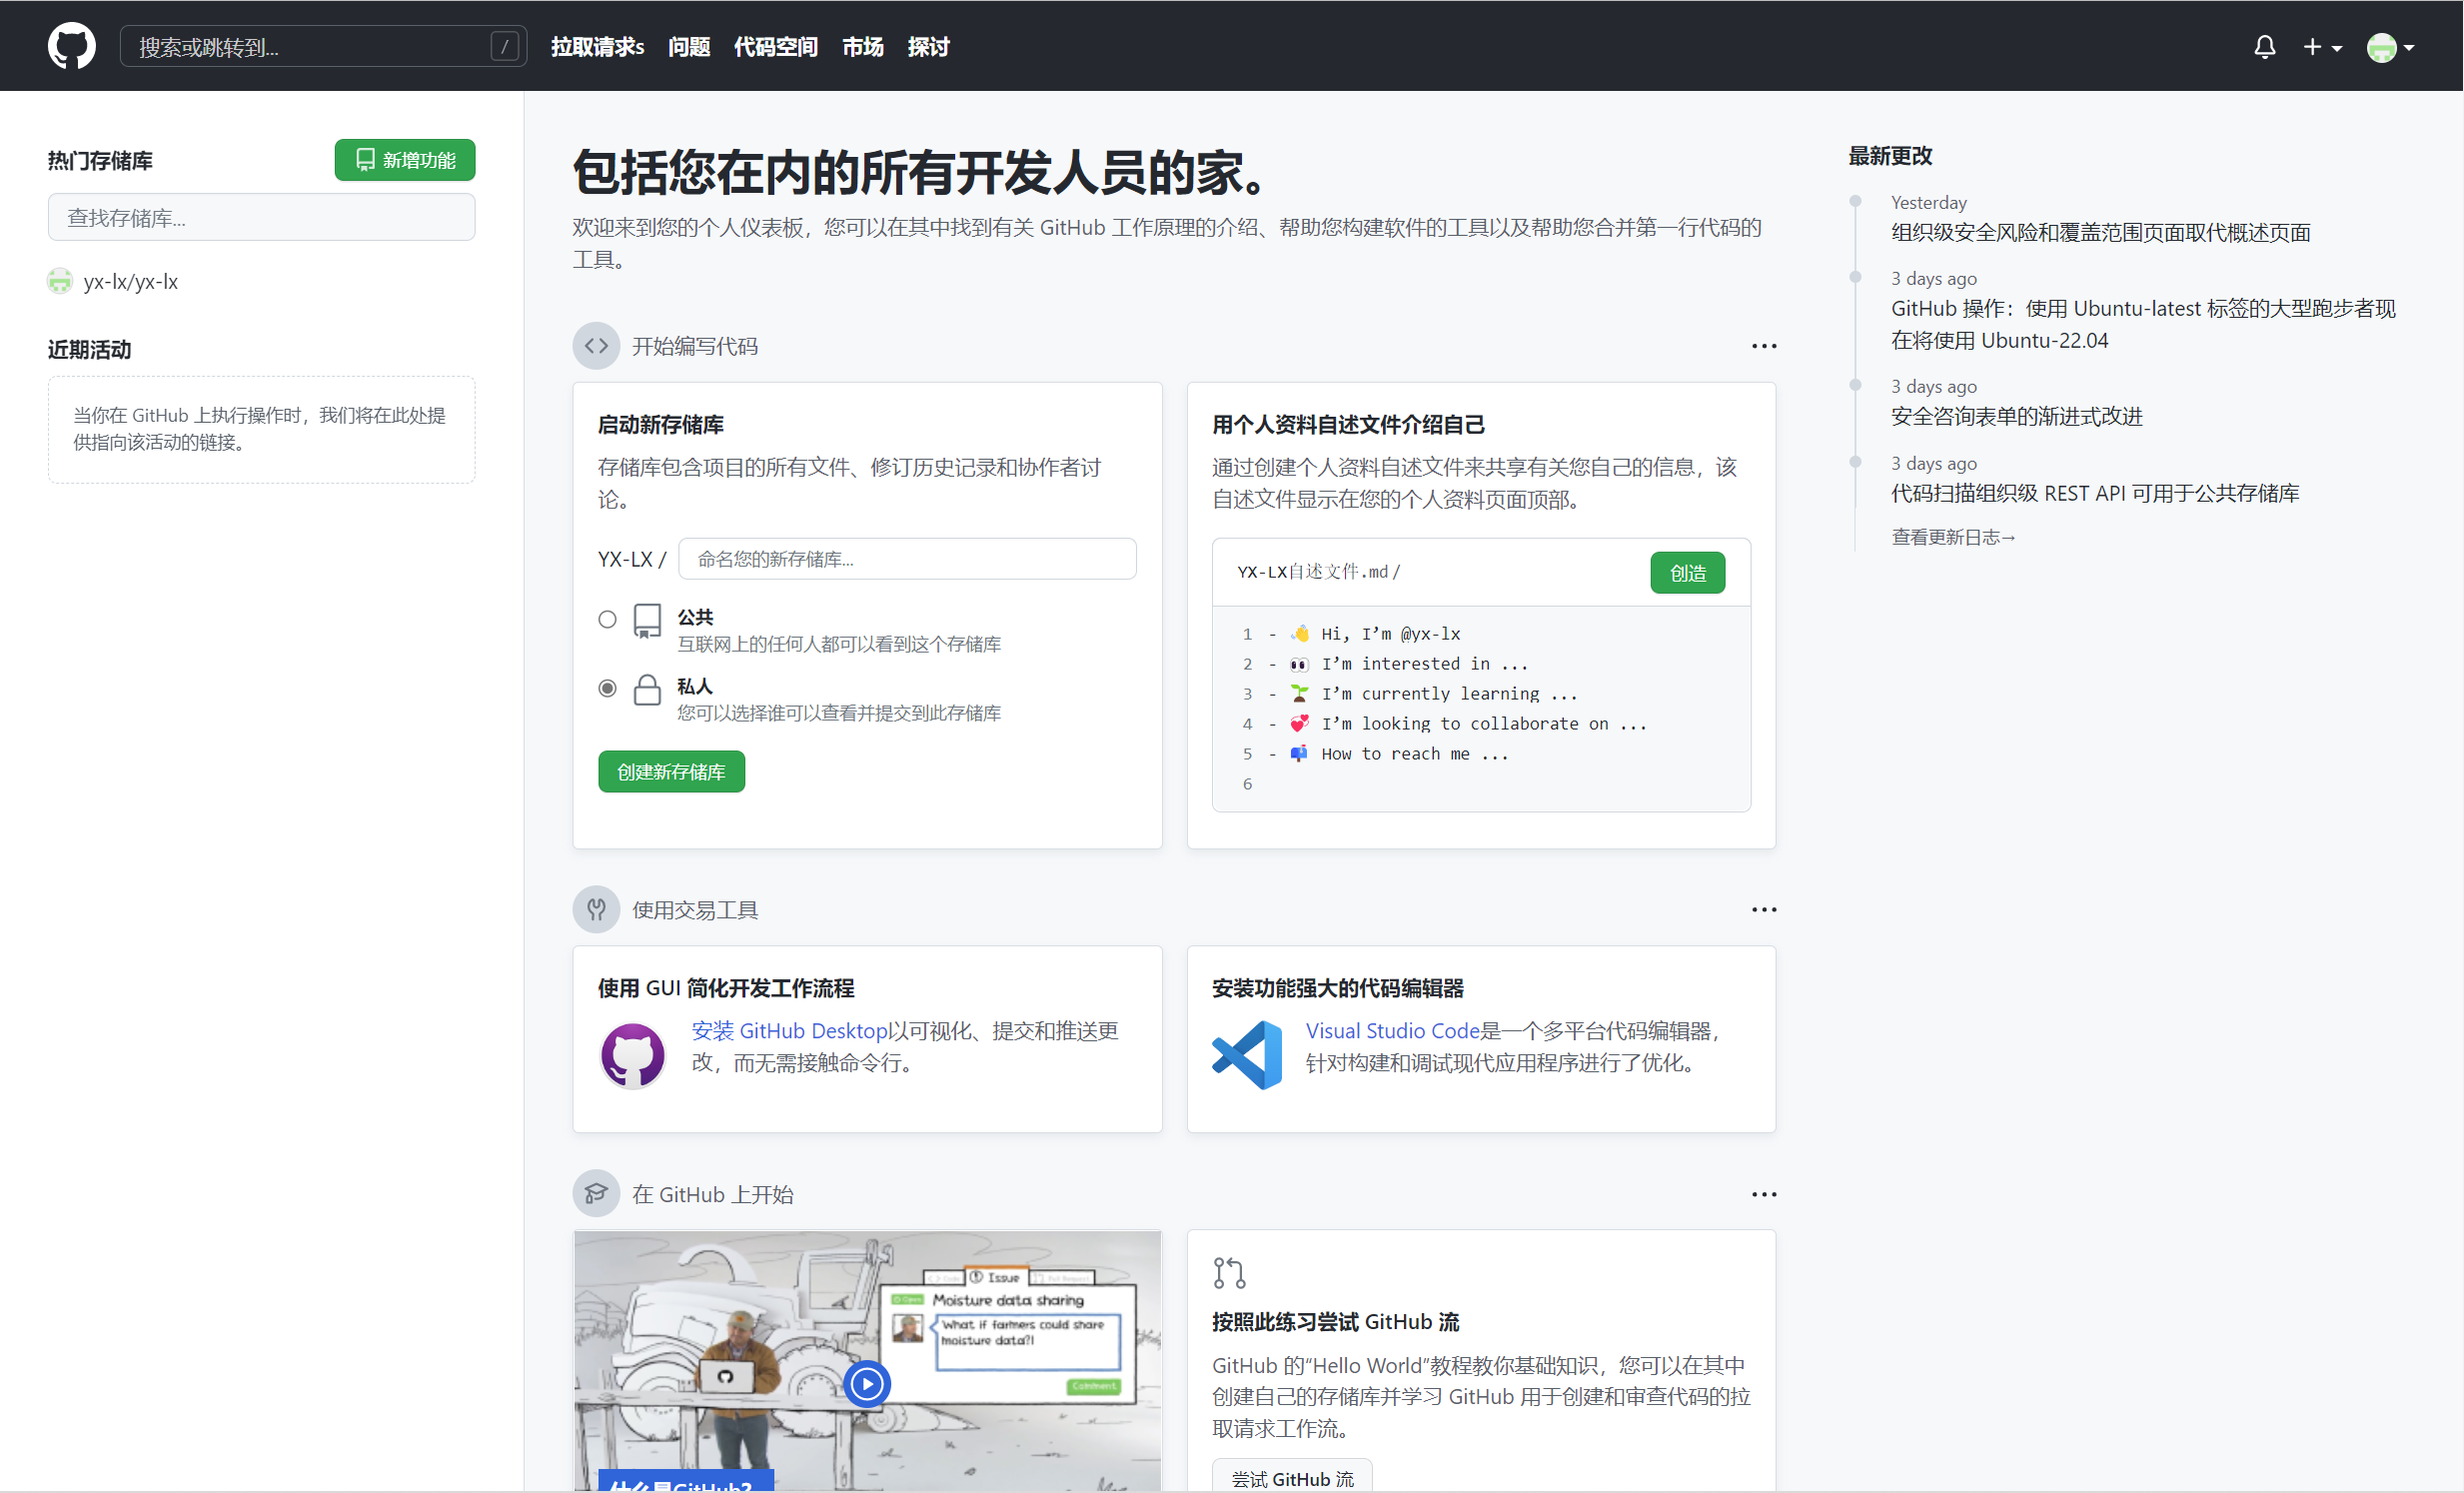 搜索或跳转到...
/
拉取请求s 问题 代码空间 市场 探讨
热门存储库
新增功能
查找存储库...
yx-lx/yx-lx
近期活动
当你在 GitHub 上执行操作时，我们将在此处提
供指向该活动的链接。
包括您在内的所有开发人员的家。
欢迎来到您的个人仪表板，您可以在其中找到有关 GitHub 工作原理的介绍、帮助您构建软件的工具以及帮助您合并第一行代码的
工具。
开始编写代码
启动新存储库
存储库包含项目的所有文件、修订历史记录和协作者讨
论。
YX-LX /
命名您的新存储库...
公共
互联网上的任何人都可以看到这个存储库
私人
您可以选择谁可以查看并提交到此存储库
创建新存储库
用个人资料自述文件介绍自己
通过创建个人资料自述文件来共享有关您自己的信息，该
自述文件显示在您的个人资料页面顶部。
YX-LX自述文件.md/
创造
1 - 👋 Hi, I’m @yx-lx
2 - 👀 I’m interested in ...
3 - 🌱 I’m currently learning ...
4 - 💞️ I’m looking to collaborate on ...
5 - 📫 How to reach me ...
6
使用交易工具
使用 GUI 简化开发工作流程
安装 GitHub Desktop以可视化、提交和推送更
改，而无需接触命令行。
安装功能强大的代码编辑器
Visual Studio Code是一个多平台代码编辑器，
针对构建和调试现代应用程序进行了优化。
在 GitHub 上开始
Code
Issue
Pull Request
Open
Moisture data sharing
What if farmers could share
moisture data?!
Comment
什么是GitHub?
按照此练习尝试 GitHub 流
GitHub 的“Hello World”教程教你基础知识，您可以在其中
创建自己的存储库并学习 GitHub 用于创建和审查代码的拉
取请求工作流。
尝试 GitHub 流
最新更改
Yesterday
组织级安全风险和覆盖范围页面取代概述页面
3 days ago
GitHub 操作：使用 Ubuntu-latest 标签的大型跑步者现
在将使用 Ubuntu-22.04
3 days ago
安全咨询表单的渐进式改进
3 days ago
代码扫描组织级 REST API 可用于公共存储库
查看更新日志→